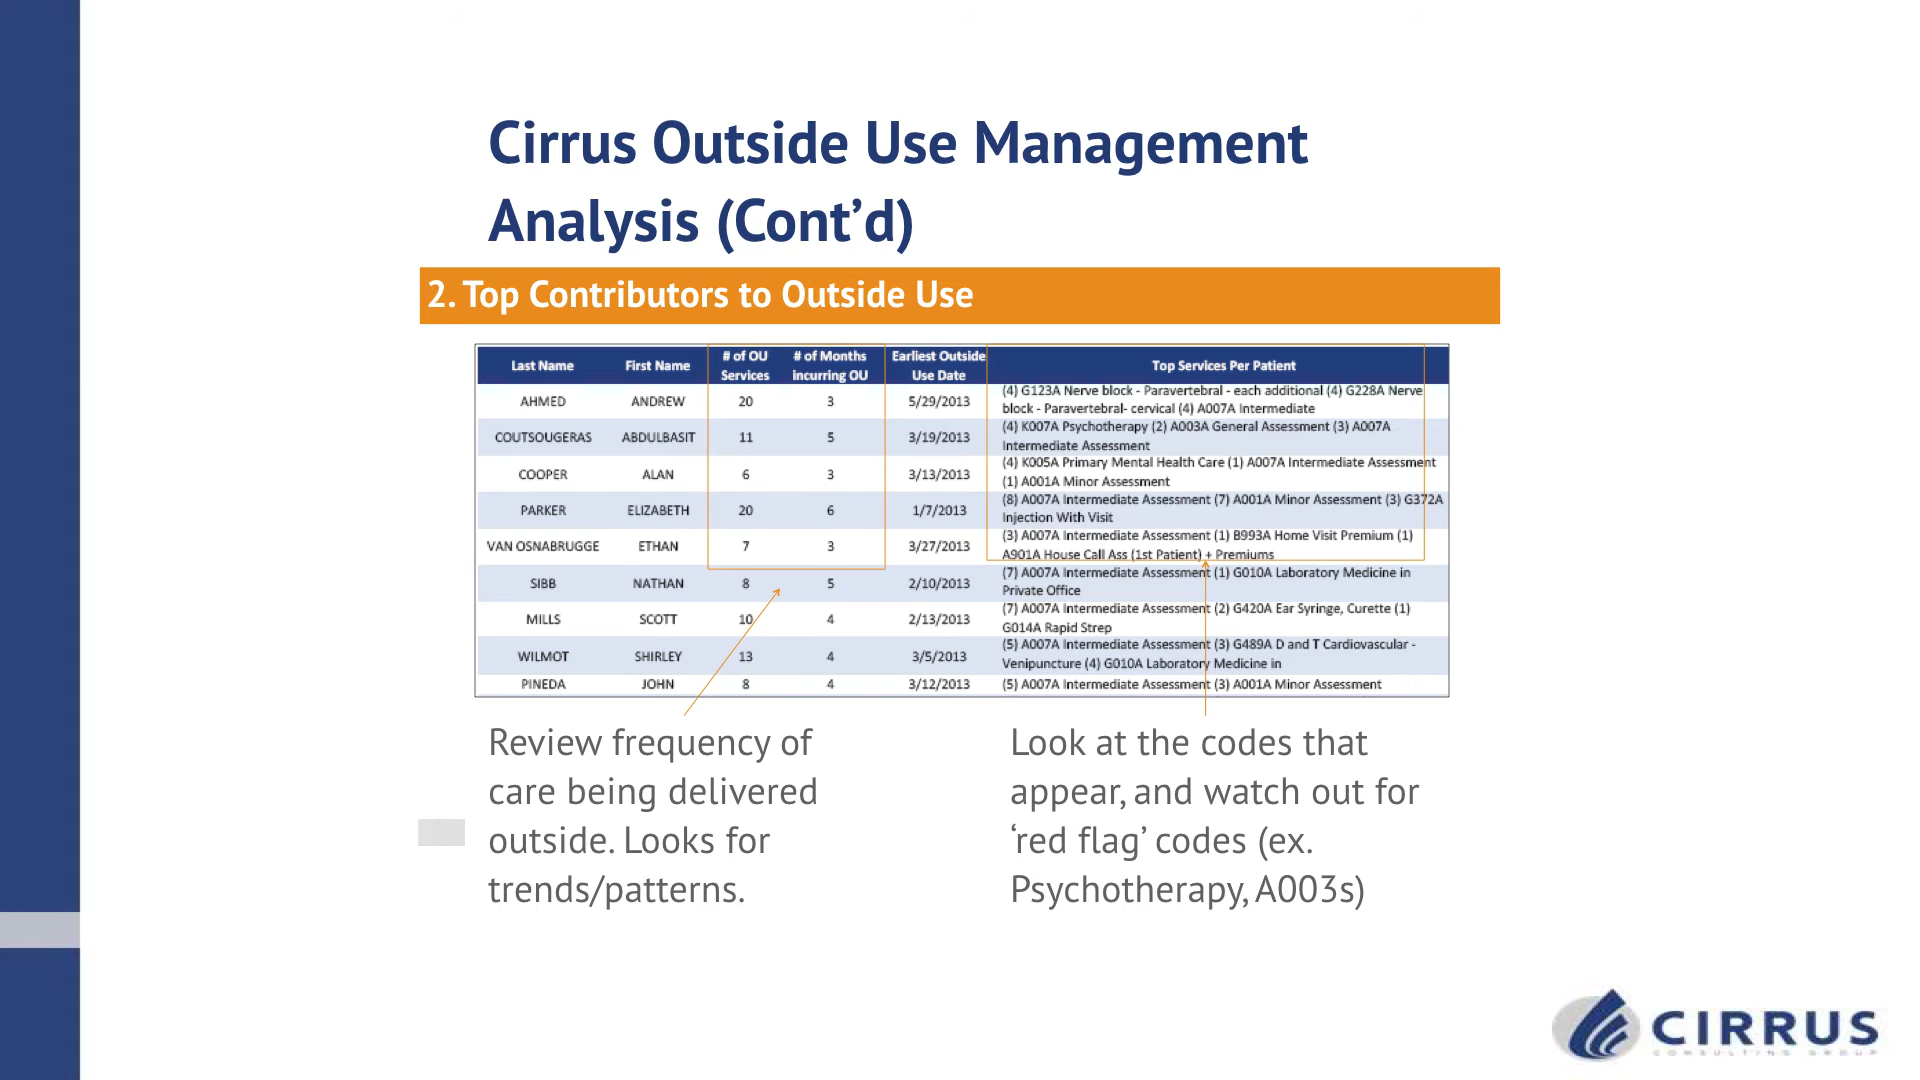 Cirrus Outside Use Management
Analysis (Cont’d)
2. Top Contributors to Outside Use
Last Name First Name # of OU Services # of Months incurring OU Earliest Outside Use Date Top Services Per Patient
AHMED ANDREW 20 3 5/29/2013 (4) G123A Nerve block - Paravertebral - each additional (4) G228A Nerve
block - Paravertebral- cervical (4) A007A Intermediate
COUTSOUGERAS ABDULBASIT 11 5 3/19/2013 (4) K007A Psychotherapy (2) A003A General Assessment (3) A007A
Intermediate Assessment
COOPER ALAN 6 3 3/13/2013 (4) K005A Primary Mental Health Care (1) A007A Intermediate Assessment
(1) A001A Minor Assessment
PARKER ELIZABETH 20 6 1/7/2013 (8) A007A Intermediate Assessment (7) A001A Minor Assessment (3) G372A
Injection With Visit
VAN OSNABRUGGE ETHAN 7 3 3/27/2013 (3) A007A Intermediate Assessment (1) B993A Home Visit Premium (1)
A901A House Call Ass (1st Patient) + Premiums
SIBB NATHAN 8 5 2/10/2013 (7) A007A Intermediate Assessment (1) G010A Laboratory Medicine in
Private Office
MILLS SCOTT 10 4 2/13/2013 (7) A007A Intermediate Assessment (2) G420A Ear Syringe, Curette (1)
G014A Rapid Strep
WILMOT SHIRLEY 13 4 3/5/2013 (5) A007A Intermediate Assessment (3) G489A D and T Cardiovascular -
Venipuncture (4) G010A Laboratory Medicine in
PINEDA JOHN 8 4 3/12/2013 (5) A007A Intermediate Assessment (3) A001A Minor Assessment
Review frequency of
care being delivered
outside. Looks for
trends/patterns.
Look at the codes that
appear, and watch out for
‘red flag’ codes (ex.
Psychotherapy, A003s)
CIRRUS
CONSULTING GROUP